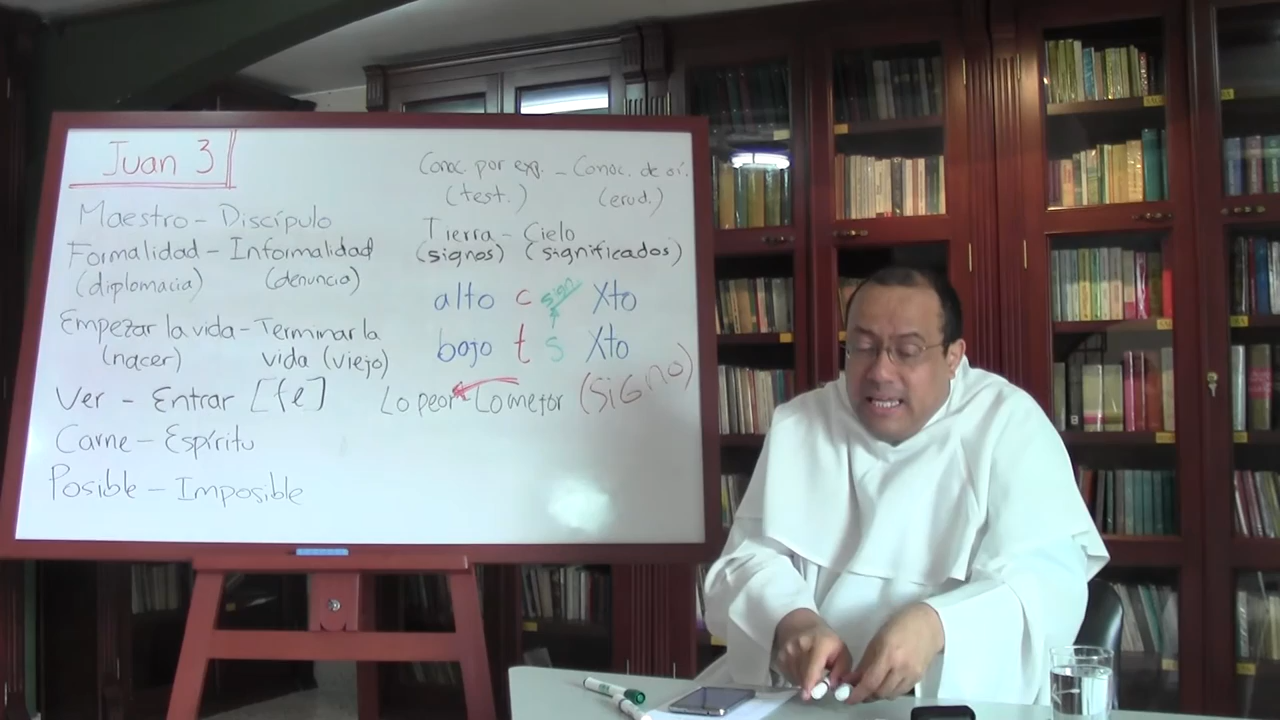 Juan 3
Maestro - Discípulo
Formalidad - Informalidad
(diplomacia) (denuncia)
Empezar la vida - Terminar la
(nacer) vida (viejo)
Ver - Entrar [fe]
Carne - Espíritu
Posible - Imposible
Conc. por exp. - Conoc. de oí.
(test.) (erud.)
Tierra - Cielo
(signos) (significados)
alto c sign Xto
bajo t s Xto
Lo peor Lo mejor (signo)